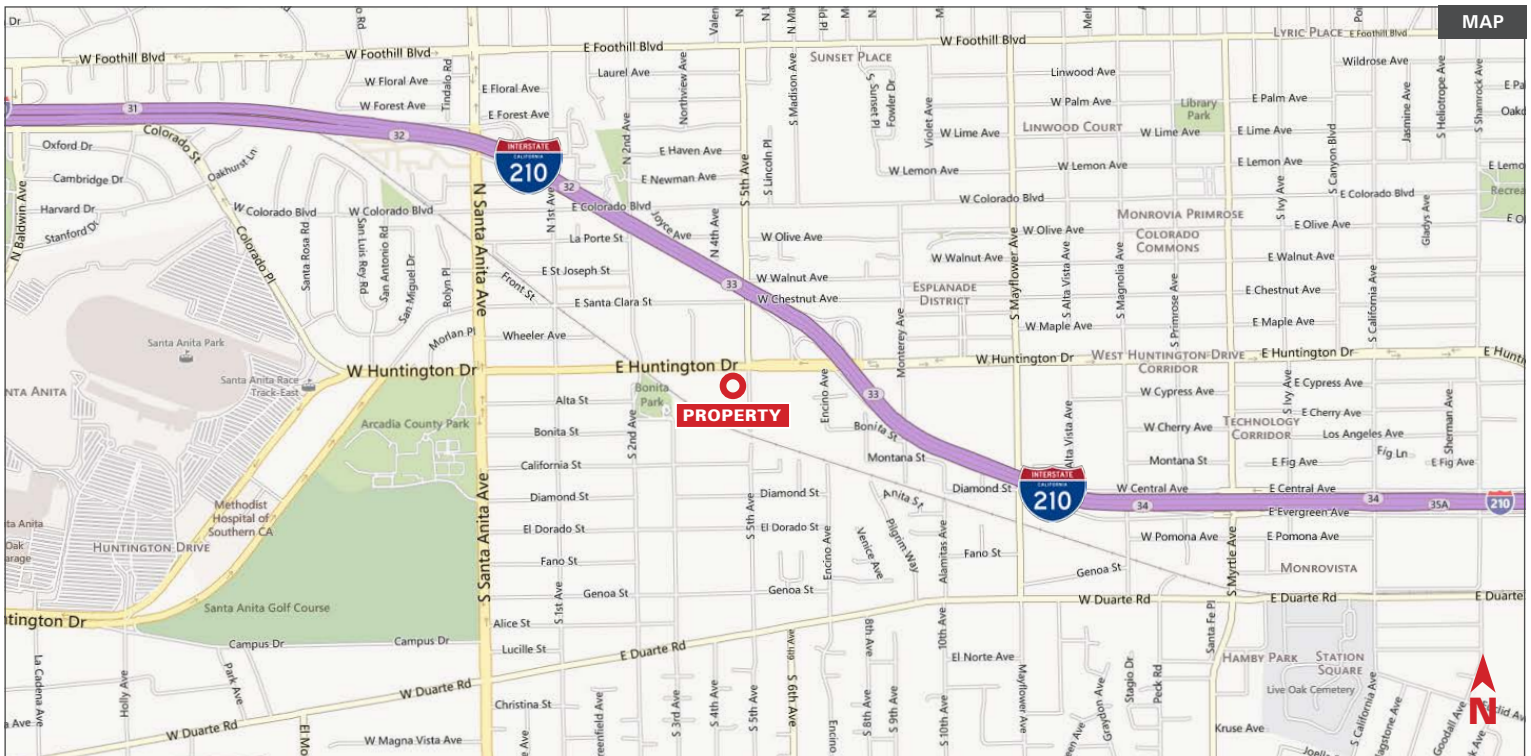 MAP
W Foothill Blvd
W Foothill Blvd
E Foothill Blvd
W Foothill Blvd
LYRIC PLACE
E Foothill Blvd
SUNSET PLACE
W Floral Ave
Tindalo Rd
E Floral Ave
Laurel Ave
Northview Ave
S Madison Ave
S Sunset Pl
Fowler Dr
Violet Ave
Linwood Ave
Wildrose Ave
Jasmine Ave
S Heliotrope Ave
S Shamrock Ave
31
W Forest Ave
E Forest Ave
W Palm Ave
Library
Park
E Palm Ave
32
Colorado St
N 2nd Ave
W Lime Ave
LINWOOD COURT
W Lime Ave
E Lime Ave
S Canyon Blvd
Oxford Dr
Oakhurst Ln
INTERSTATE
CALIFORNIA
210
E Haven Ave
S 5th Ave
S Lincoln Pl
W Lemon Ave
W Lemon Ave
E Lemon Ave
Cambridge Dr
32
E Newman Ave
N Baldwin Ave
Harvard Dr
W Colorado Blvd
W Colorado Blvd
N Santa Anita Ave
N 1st Ave
E Colorado Blvd
W Colorado Blvd
S Ivy Ave
E Colorado Blvd
Stanford Dr
Colorado Pl
Santa Rosa Rd
San Luis Rey Rd
San Antonio Rd
San Miguel Dr
Rolyn Pl
La Porte St
Joyce Ave
N 4th Ave
W Olive Ave
W Olive Ave
MONROVIA PRIMROSE
COLORADO
COMMONS
E Olive Ave
Gladys Ave
E St Joseph St
Front St
33
W Walnut Ave
W Walnut Ave
S Mayflower Ave
S Alta Vista Ave
S Magnolia Ave
E Walnut Ave
E Santa Clara St
W Chestnut Ave
ESPLANADE
DISTRICT
S Primrose Ave
E Chestnut Ave
S California Ave
Wheeler Ave
Monterey Ave
W Maple Ave
E Maple Ave
Santa Anita Park
Morlan Pl
W Huntington Dr
E Huntington Dr
W Huntington Dr
WEST HUNTINGTON DRIVE
CORRIDOR
E Huntington Dr
Santa Anita Race
Track-East
Bonita
Park
PROPERTY
Alta St
S 2nd Ave
Encino Ave
33
W Cypress Ave
S Ivy Ave
E Cypress Ave
Arcadia County Park
Bonita St
Bonita St
Alta Vista Ave
W Cherry Ave
TECHNOLOGY
CORRIDOR
E Cherry Ave
Los Angeles Ave
Sherman Ave
California St
Montana St
Montana St
E Fig Ave
F/g Ln
E Fig Ave
Diamond St
Diamond St
Anita St
Diamond St
INTERSTATE
CALIFORNIA
210
W Central Ave
E Central Ave
34
34
35A
210
Methodist
Hospital of
Southern CA
S Santa Anita Ave
El Dorado St
S 5th Ave
El Dorado St
Venice Ave
Pilgrim Way
Alamitas Ave
E Evergreen Ave
HUNTINGTON DRIVE
Fano St
Encino Ave
Fano St
W Pomona Ave
S Myrtle Ave
E Pomona Ave
S 1st Ave
Genoa St
Genoa St
Genoa St
MONROVISTA
Santa Anita Golf Course
W Duarte Rd
E Duarte Rd
E Duarte
Campus Dr
Campus Dr
Alice St
Lucille St
E Duarte Rd
6th Ave
8th Ave
10th Ave
El Norte Ave
Santa Fe Pl
HAMBY PARK
STATION
SQUARE
La Cadena Ave
Holly Ave
Park Ave
W Duarte Rd
W Duarte Rd
Christina St
S 3rd Ave
S 4th Ave
S 5th Ave
S 6th Ave
S 8th Ave
S 9th Ave
S 10th Ave
Mayflower Ave
Graydon Ave
Stagio Dr
Peck Rd
Live Oak Cemetery
S California Ave
Goodall Ave
W Magna Vista Ave
Encino
Kruse Ave
N